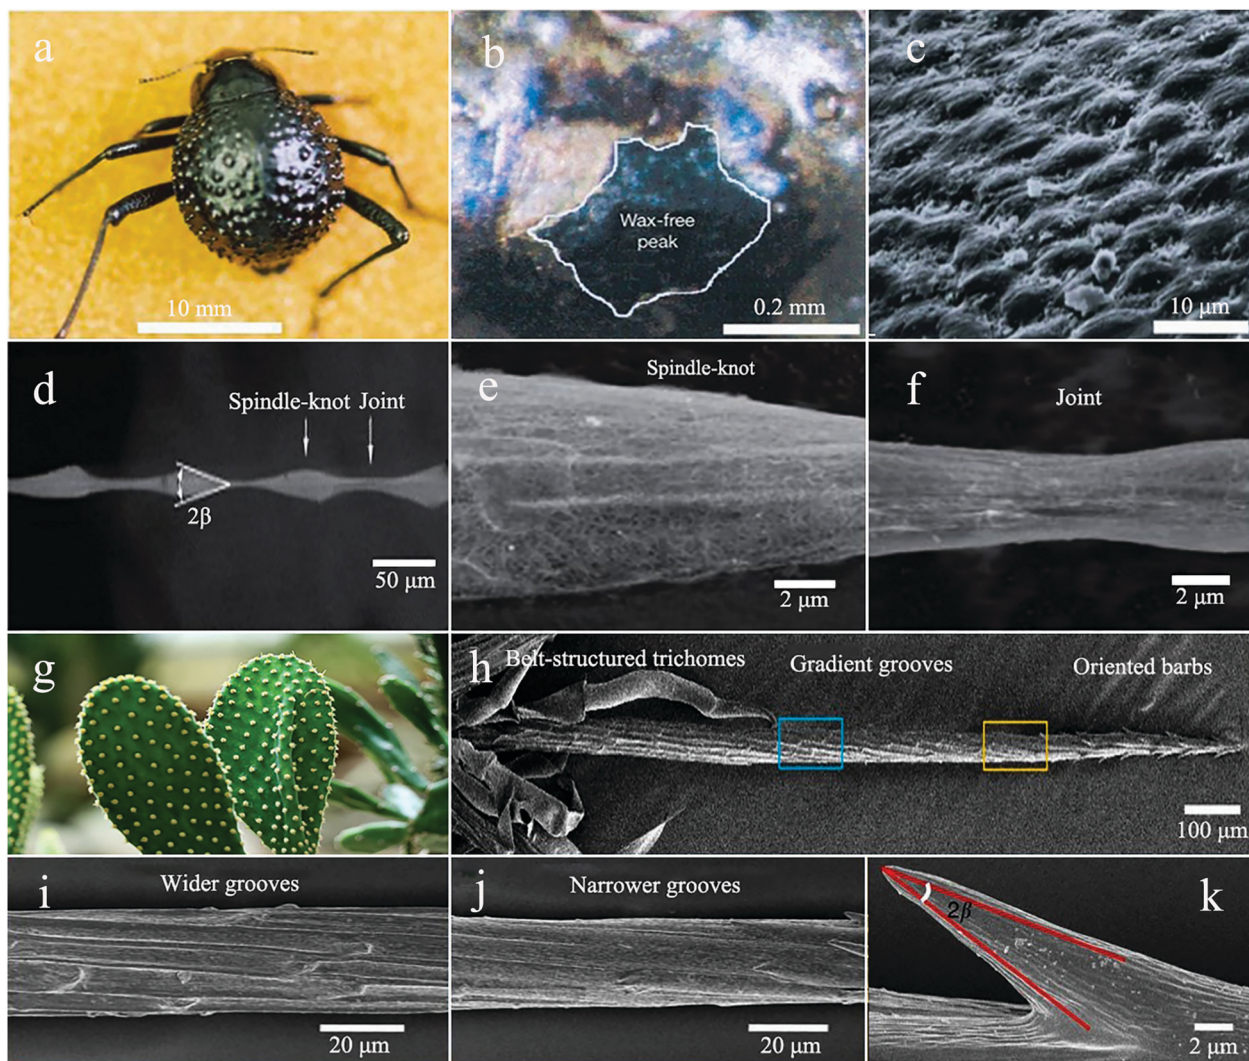 a
10 mm
b
Wax-free
peak
0.2 mm
c
10 μm
d
Spindle-knot
Joint
2β
50 μm
e
Spindle-knot
2 μm
f
Joint
2 μm
g
h
Belt-structured trichomes
Gradient grooves
Oriented barbs
100 μm
i
Wider grooves
20 μm
j
Narrower grooves
20 μm
k
2β
2 μm